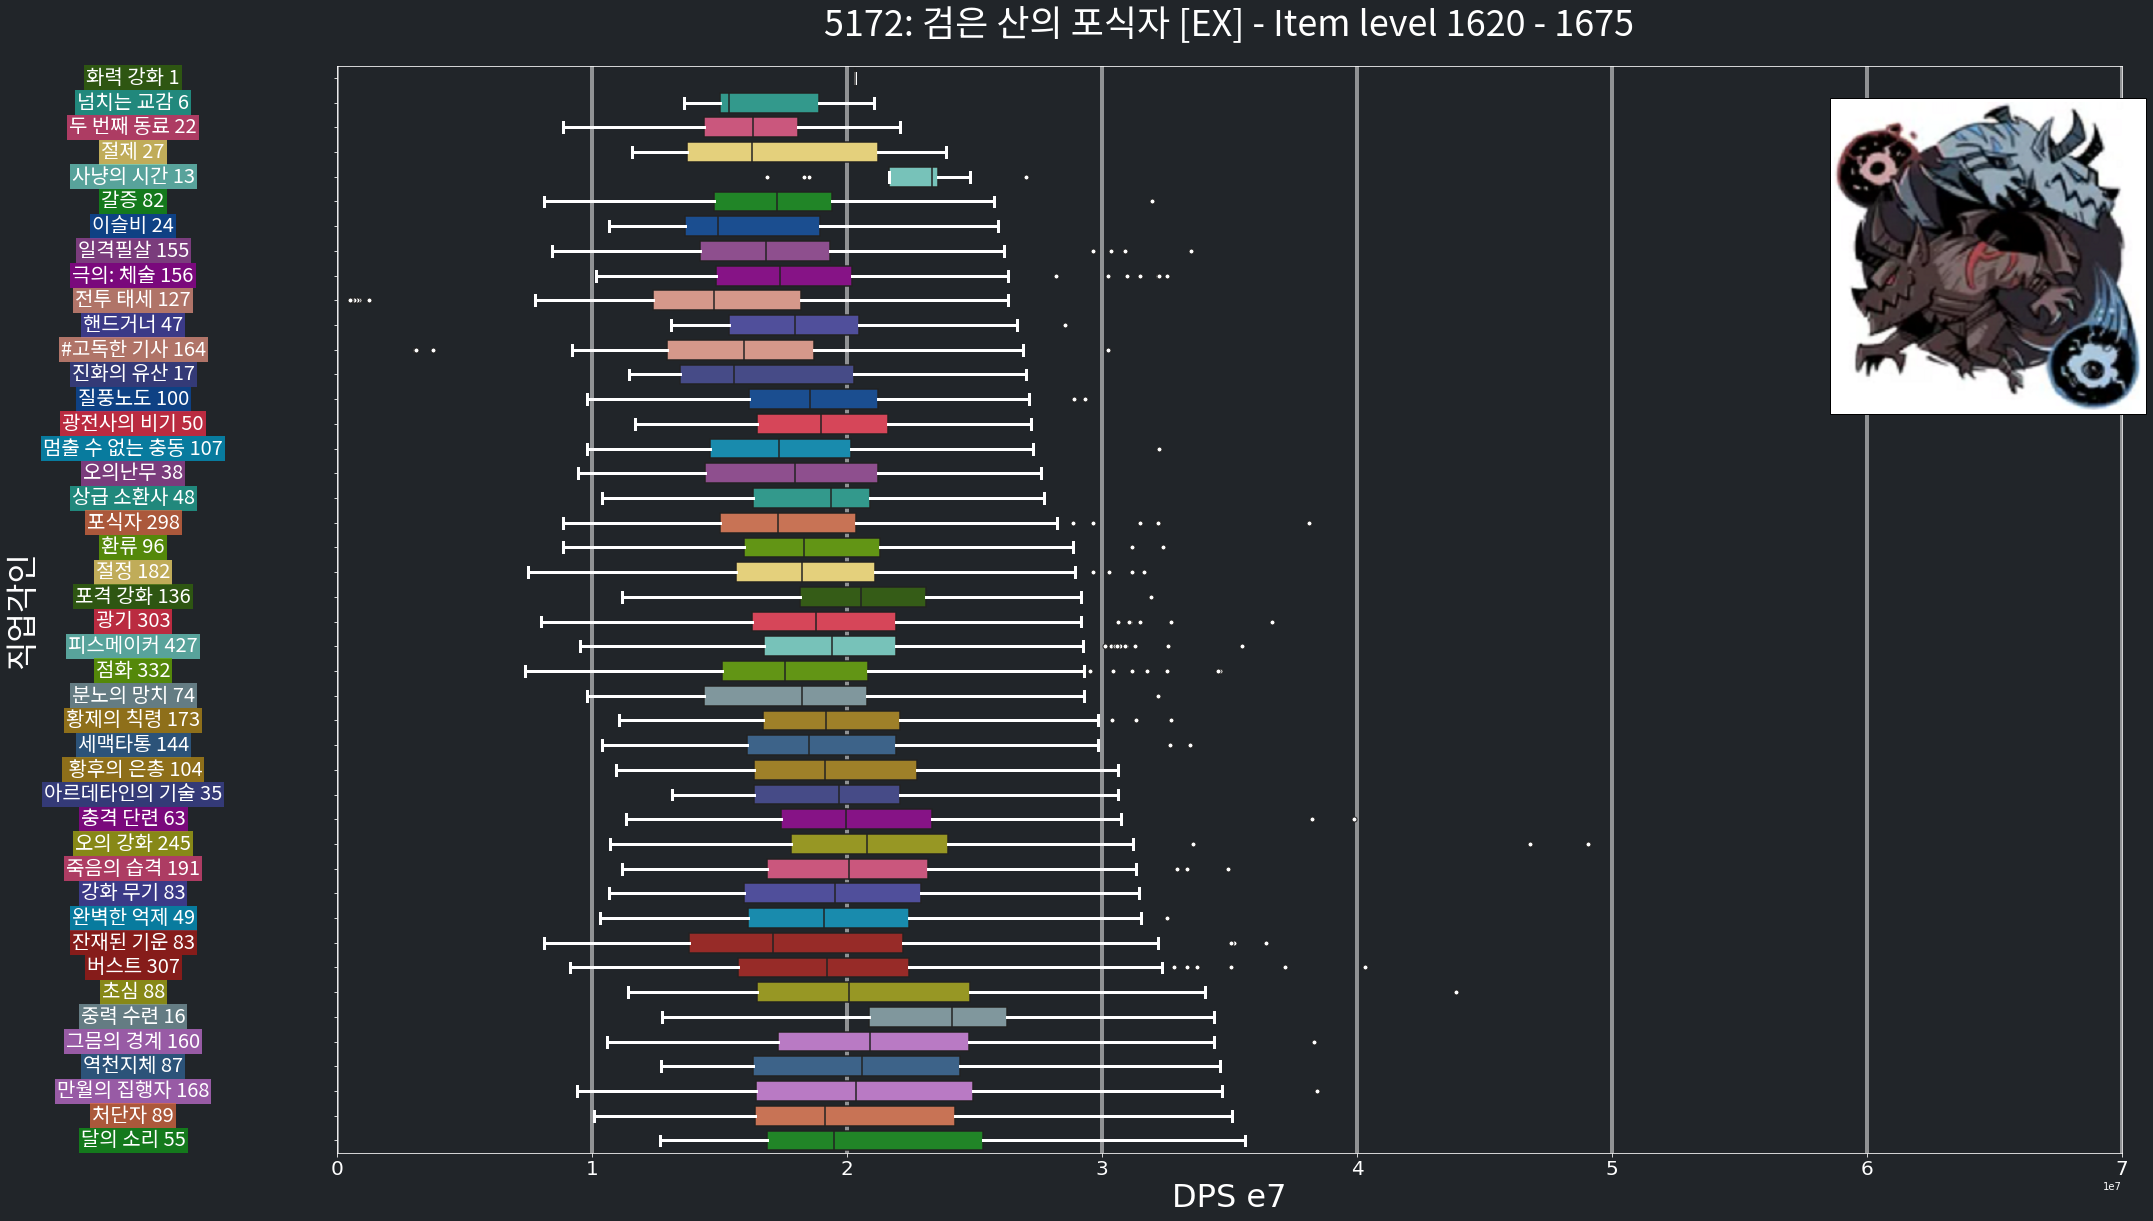 5172: 검은 산의 포식자 [EX] - Item level 1620 - 1675
직업각인
화력 강화 1
넘치는 교감 6
두 번째 동료 22
절제 27
사냥의 시간 13
갈증 82
이슬비 24
일격필살 155
극의: 체술 156
전투 태세 127
핸드거너 47
#고독한 기사 164
진화의 유산 17
질풍노도 100
광전사의 비기 50
멈출 수 없는 충동 107
오의난무 38
상급 소환사 48
포식자 298
환류 96
절정 182
포격 강화 136
광기 303
피스메이커 427
점화 332
분노의 망치 74
황제의 칙령 173
세맥타통 144
황후의 은총 104
아르데타인의 기술 35
충격 단련 63
오의 강화 245
죽음의 습격 191
강화 무기 83
완벽한 억제 49
잔재된 기운 83
버스트 307
초심 88
중력 수련 16
그믐의 경계 160
역천지체 87
만월의 집행자 168
처단자 89
달의 소리 55
0 1 2 3 4 5 6 7
1e7
DPS e7